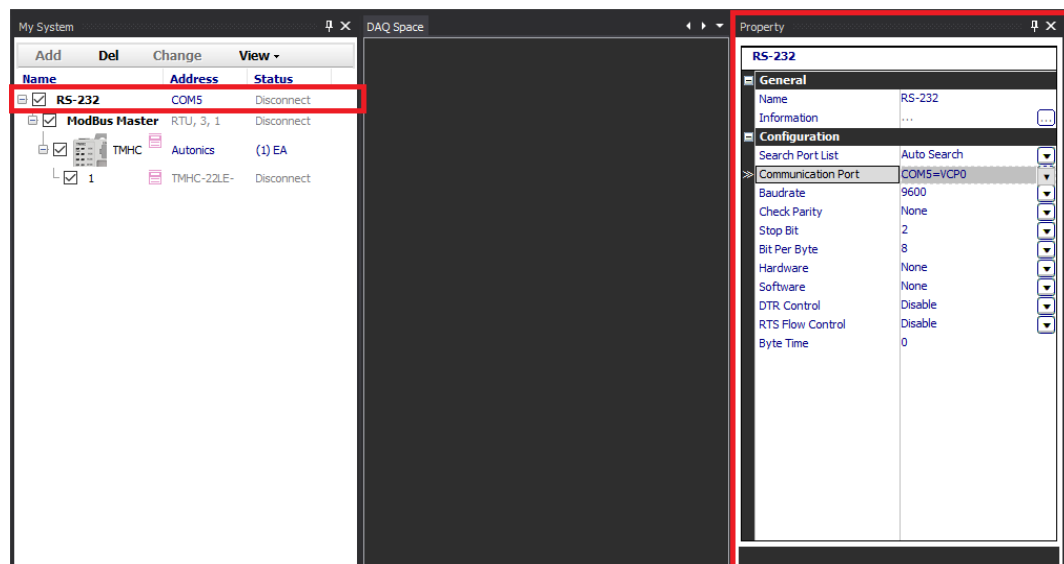 My System
Add Del Change View
Name Address Status
RS-232 COM5 Disconnect
ModBus Master RTU, 3, 1 Disconnect
TMHC Autonics (1) EA
1 TMHC-22LE- Disconnect
DAQ Space
Property
RS-232
General
Name RS-232
Information ...
Configuration
Search Port List Auto Search
Communication Port COM5=VCP0
Baudrate 9600
Check Parity None
Stop Bit 2
Bit Per Byte 8
Hardware None
Software None
DTR Control Disable
RTS Flow Control Disable
Byte Time 0